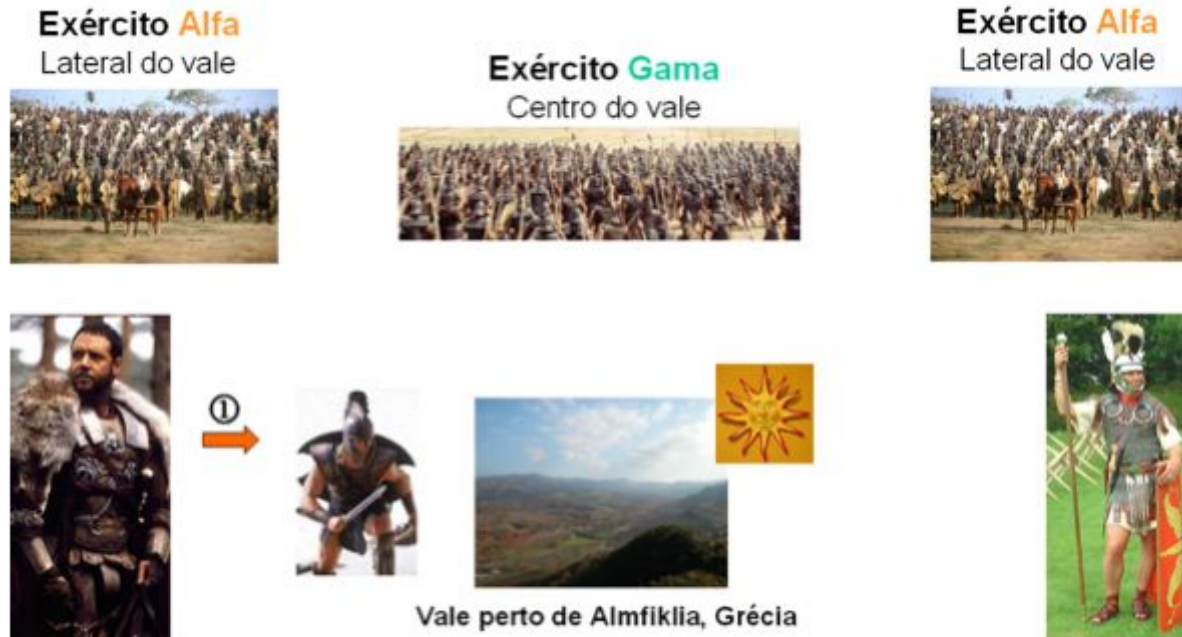 Exército Alfa
Lateral do vale
Exército Gama
Centro do vale
Exército Alfa
Lateral do vale
①
Vale perto de Almfiklia, Grécia